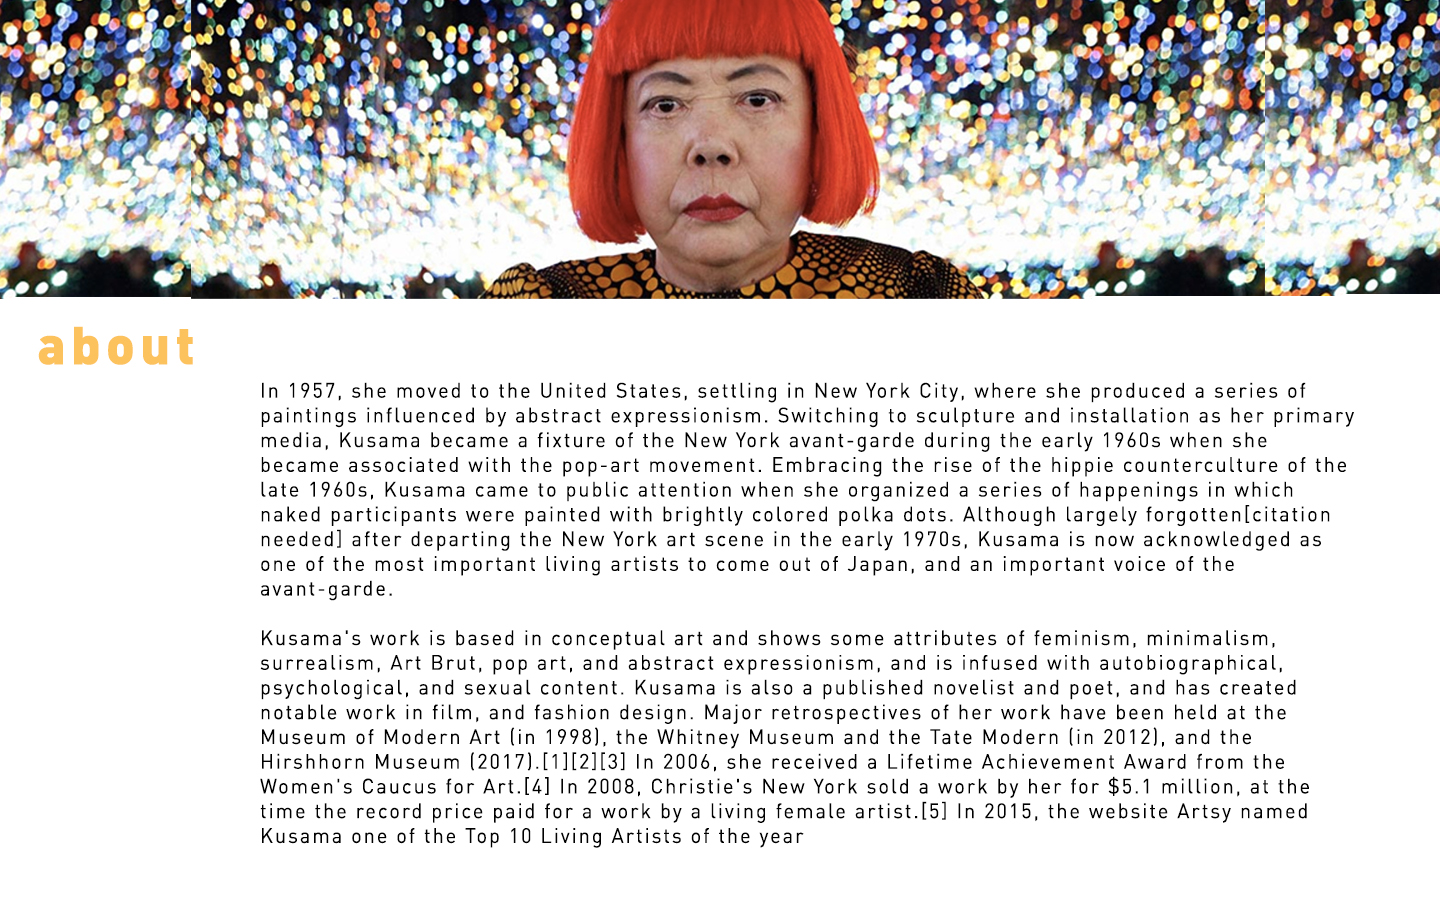 about
In 1957, she moved to the United States, settling in New York City, where she produced a series of
paintings influenced by abstract expressionism. Switching to sculpture and installation as her primary
media, Kusama became a fixture of the New York avant-garde during the early 1960s when she
became associated with the pop-art movement. Embracing the rise of the hippie counterculture of the
late 1960s, Kusama came to public attention when she organized a series of happenings in which
naked participants were painted with brightly colored polka dots. Although largely forgotten[citation
needed] after departing the New York art scene in the early 1970s, Kusama is now acknowledged as
one of the most important living artists to come out of Japan, and an important voice of the
avant-garde.
Kusama's work is based in conceptual art and shows some attributes of feminism, minimalism,
surrealism, Art Brut, pop art, and abstract expressionism, and is infused with autobiographical,
psychological, and sexual content. Kusama is also a published novelist and poet, and has created
notable work in film, and fashion design. Major retrospectives of her work have been held at the
Museum of Modern Art (in 1998), the Whitney Museum and the Tate Modern (in 2012), and the
Hirshhorn Museum (2017).[1][2][3] In 2006, she received a Lifetime Achievement Award from the
Women's Caucus for Art.[4] In 2008, Christie's New York sold a work by her for $5.1 million, at the
time the record price paid for a work by a living female artist.[5] In 2015, the website Artsy named
Kusama one of the Top 10 Living Artists of the year